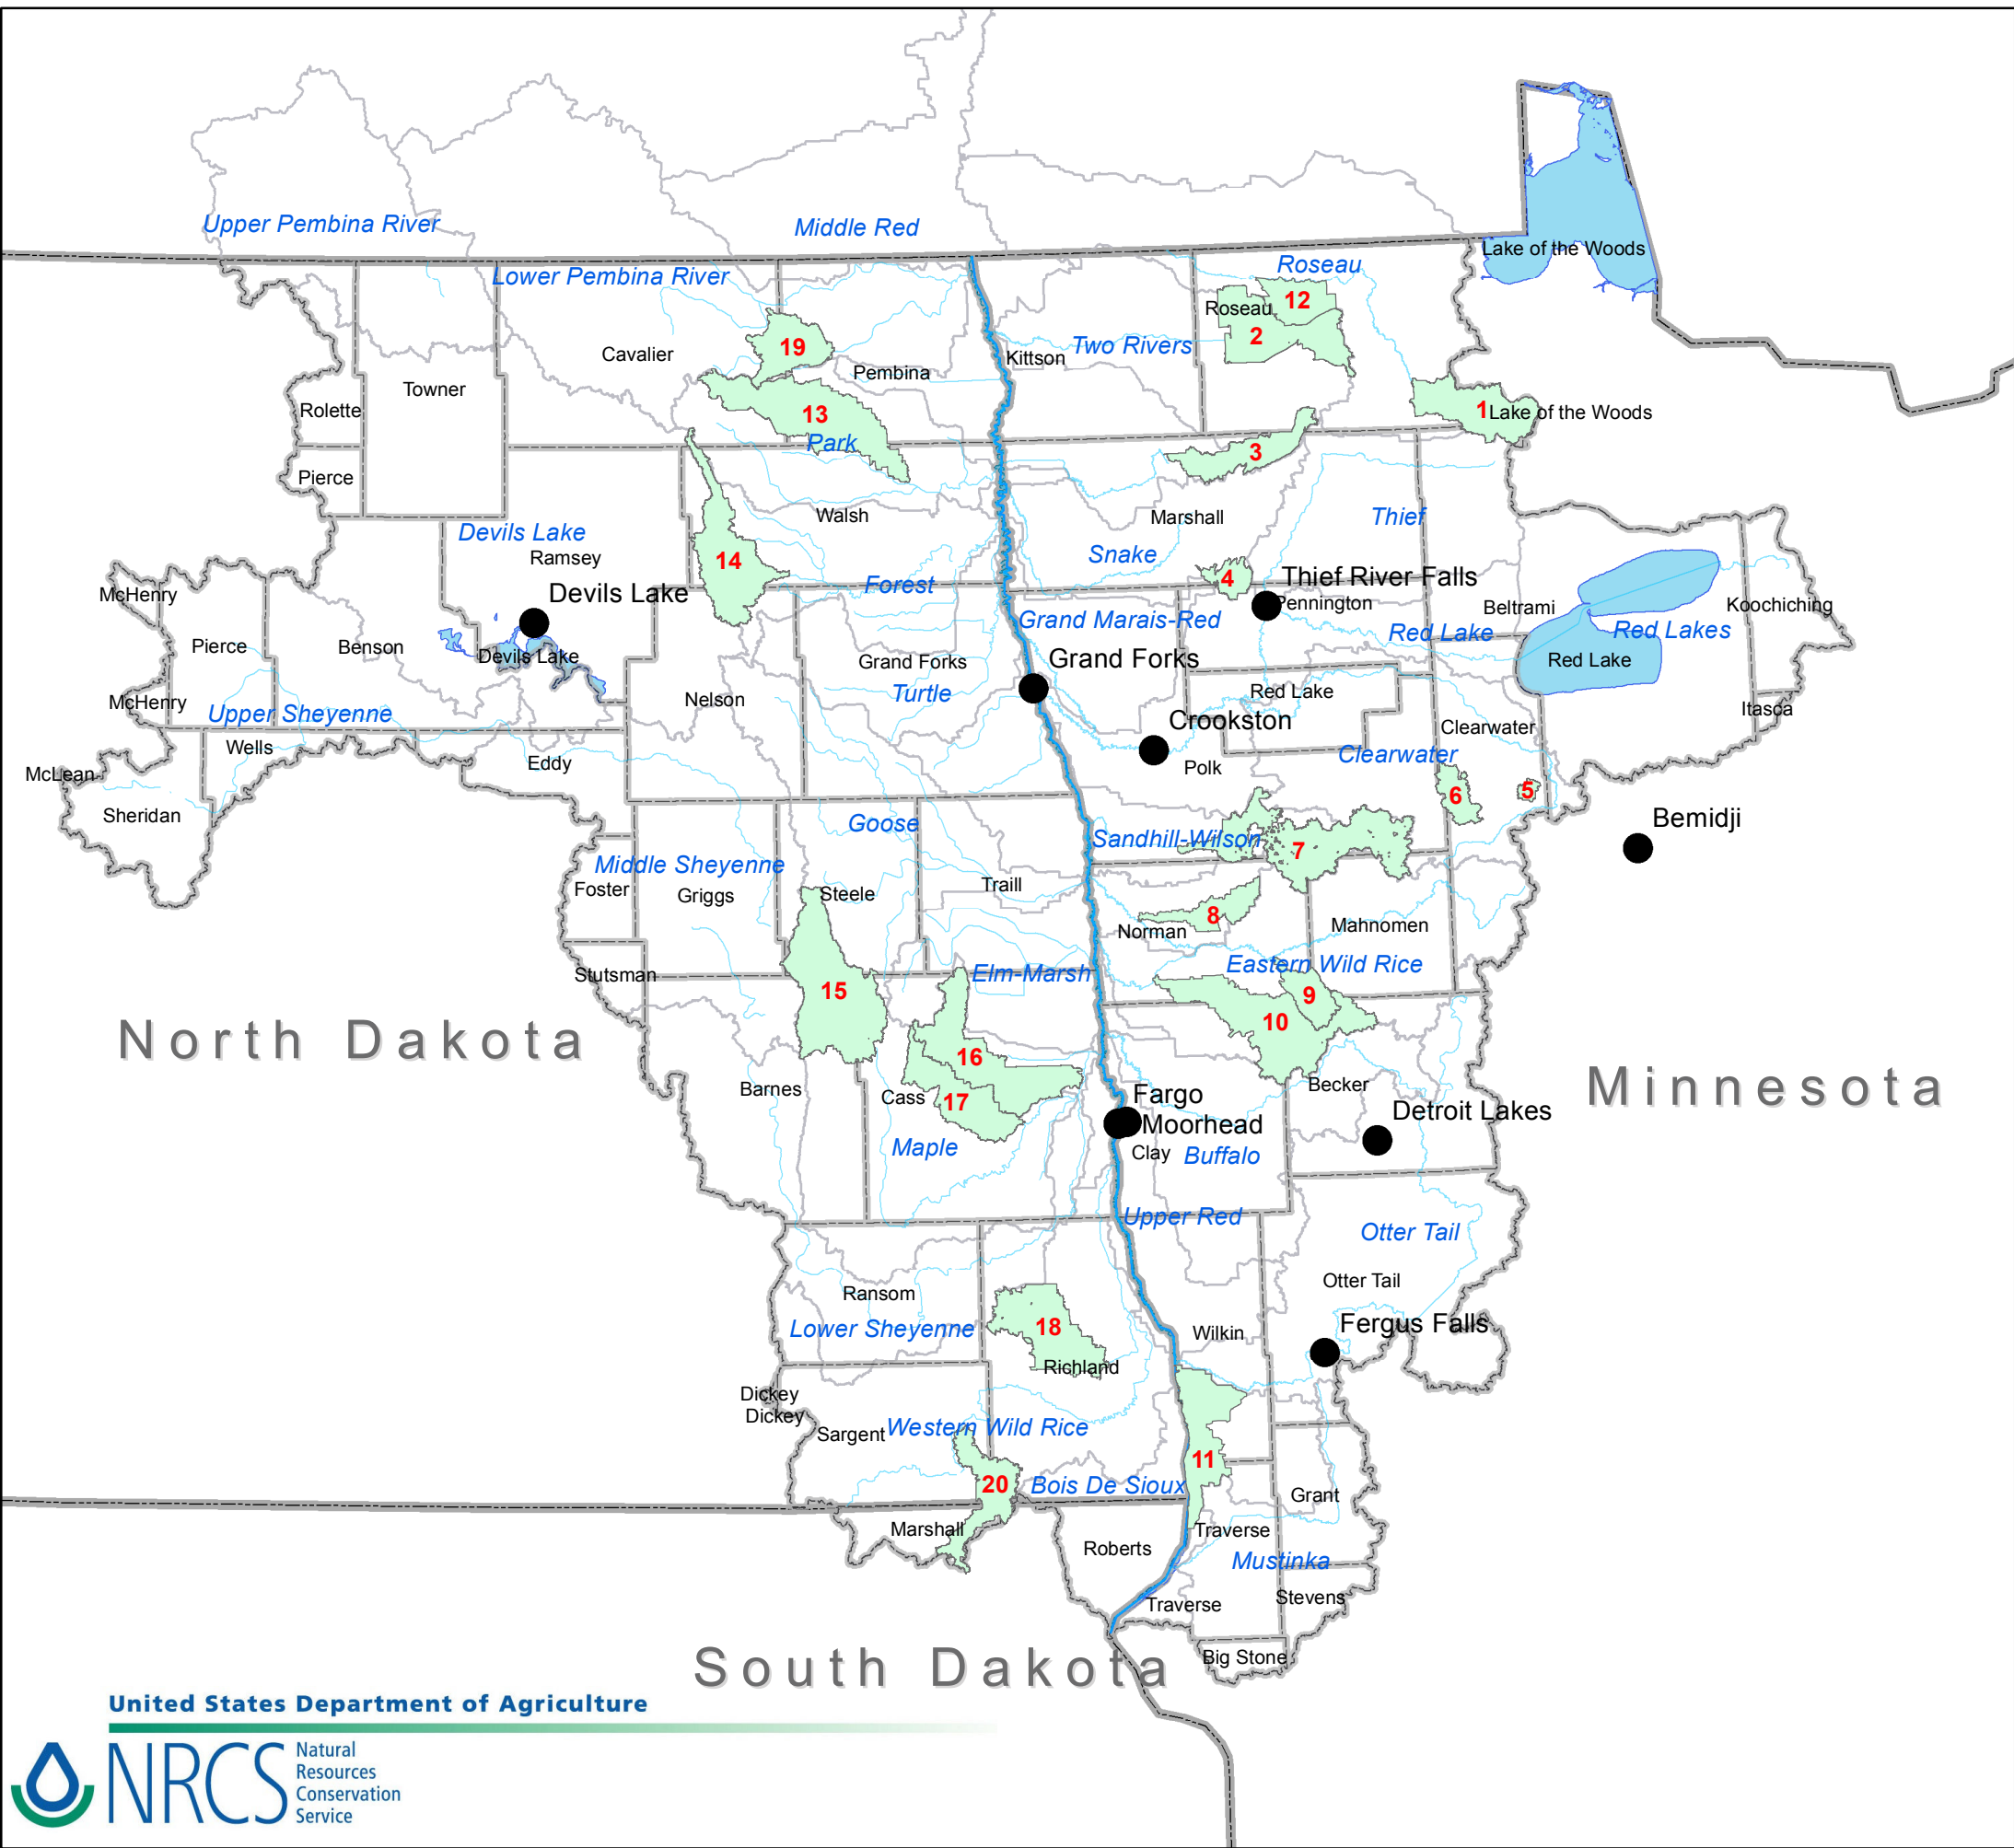 Upper Pembina River
Middle Red
Lake of the Woods
Roseau
Lower Pembina River
12
Roseau
2
Two Rivers
19
Cavalier
Kittson
Pembina
Towner
Rolette
13
1
Lake of the Woods
Park
3
Pierce
Walsh
Marshall
Thief
Devils Lake
Ramsey
14
Snake
4
Thief River Falls
Forest
McHenry
Devils Lake
Pennington
Beltrami
Koochiching
Grand Marais-Red
Red Lake
Red Lakes
Pierce
Benson
Devils Lake
Grand Forks
Grand Forks
Red Lake
Turtle
Red Lake
McHenry
Nelson
Upper Sheyenne
Itasca
Crookston
Clearwater
Wells
Clearwater
Eddy
Polk
McLean
6
5
Sheridan
Bemidji
Goose
Sandhill-Wilson
7
Middle Sheyenne
Foster
Griggs
Steele
Traill
8
Norman
Mahnomen
Stutsman
Elm-Marsh
Eastern Wild Rice
15
9
10
North Dakota
Minnesota
16
Barnes
Cass
17
Fargo
Becker
Detroit Lakes
Moorhead
Maple
Clay
Buffalo
Upper Red
Otter Tail
Otter Tail
Ransom
Lower Sheyenne
18
Wilkin
Fergus Falls
Richland
Dickey
Dickey
Sargent
Western Wild Rice
11
20
Bois De Sioux
Grant
Marshall
Traverse
Roberts
Mustinka
Traverse
Stevens
Big Stone
South Dakota
United States Department of Agriculture
NRCS
Natural
Resources
Conservation
Service